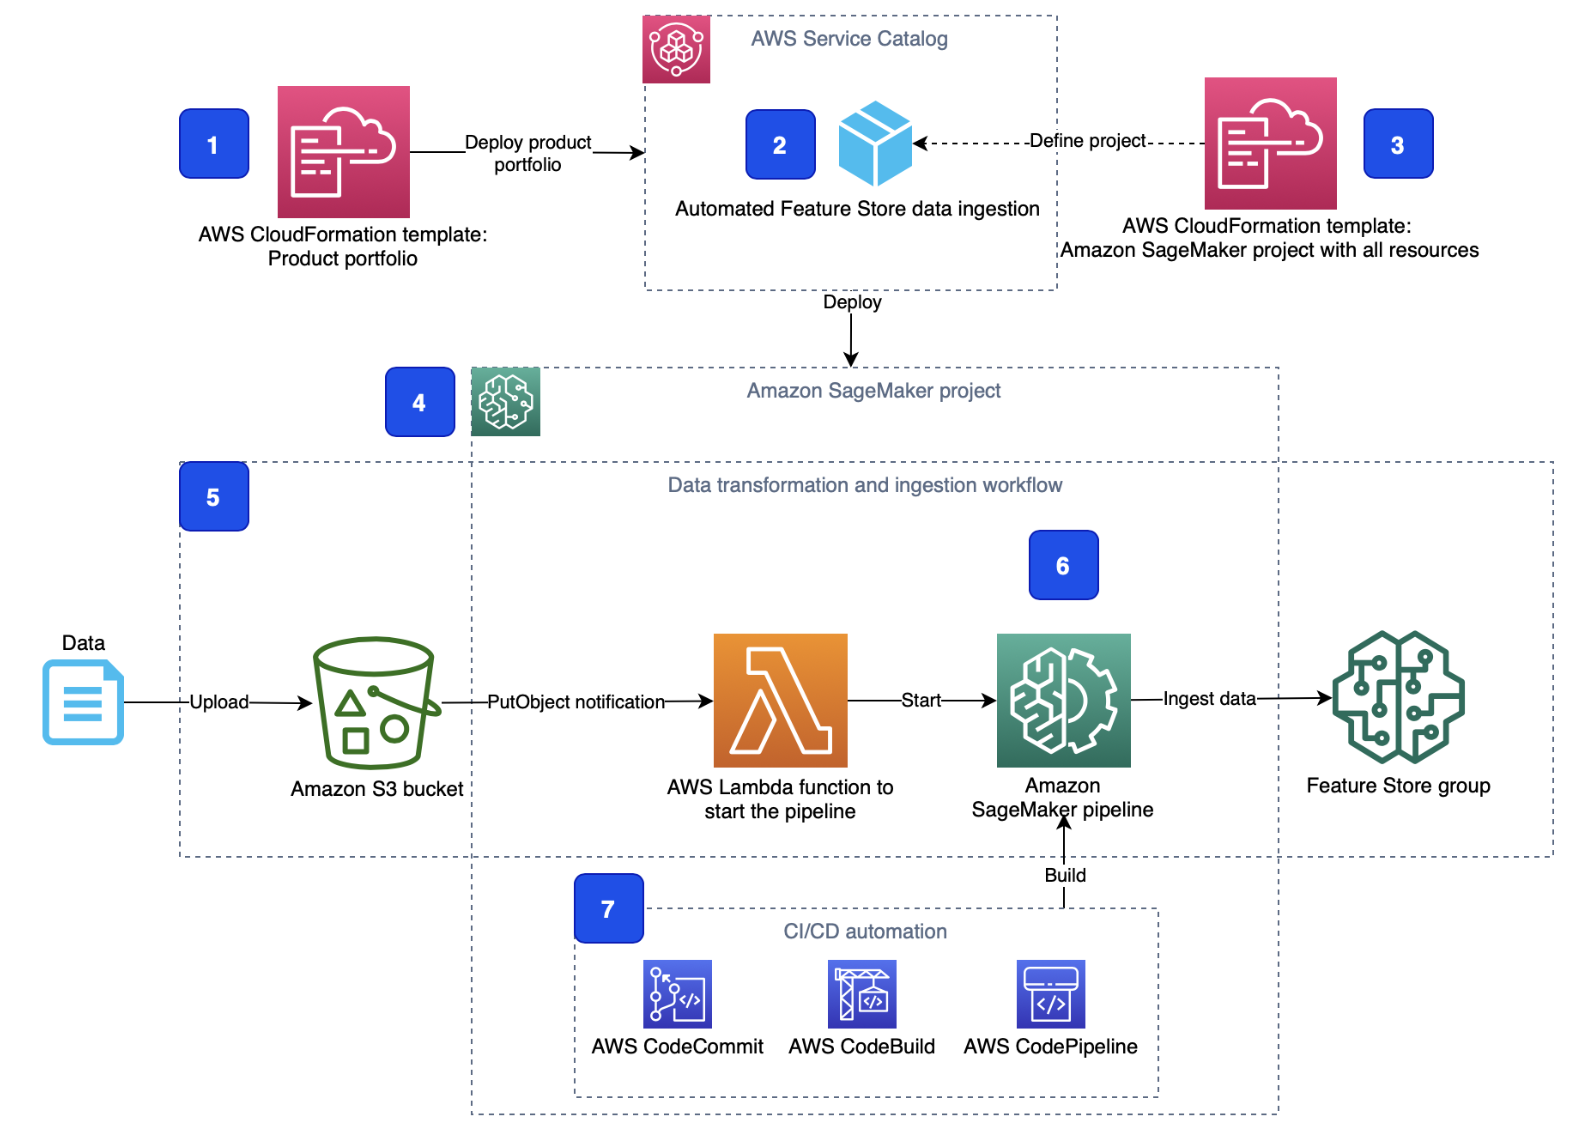 AWS Service Catalog
1
Deploy product
portfolio
2
Define project
3
Automated Feature Store data ingestion
AWS CloudFormation template:
Product portfolio
AWS CloudFormation template:
Amazon SageMaker project with all resources
Deploy
4
Amazon SageMaker project
5
Data transformation and ingestion workflow
6
Data
Upload
PutObject notification
Start
Ingest data
Amazon S3 bucket
AWS Lambda function to
start the pipeline
Amazon
SageMaker pipeline
Feature Store group
Build
7
CI/CD automation
AWS CodeCommit
AWS CodeBuild
AWS CodePipeline